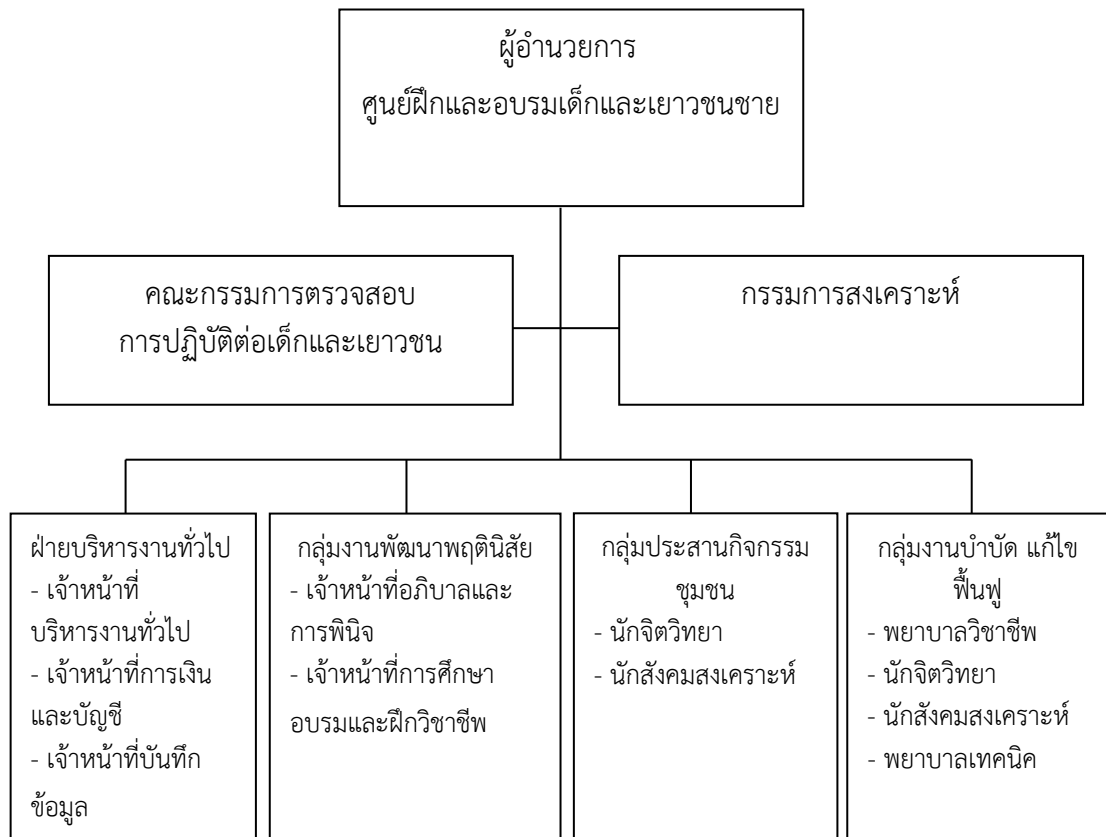 ผู้อำนวยการ
ศูนย์ฝึกและอบรมเด็กและเยาวชนชาย
คณะกรรมการตรวจสอบ
การปฏิบัติต่อเด็กและเยาวชน
กรรมการสงเคราะห์
ฝ่ายบริหารงานทั่วไป
- เจ้าหน้าที่
บริหารงานทั่วไป
- เจ้าหน้าที่การเงิน
และบัญชี
- เจ้าหน้าที่บันทึก
ข้อมูล
กลุ่มงานพัฒนาพฤตินิสัย
- เจ้าหน้าที่อภิบาลและ
การพินิจ
- เจ้าหน้าที่การศึกษา
อบรมและฝึกวิชาชีพ
กลุ่มประสานกิจกรรม
ชุมชน
- นักจิตวิทยา
- นักสังคมสงเคราะห์
กลุ่มงานบำบัด แก้ไข
ฟื้นฟู
- พยาบาลวิชาชีพ
- นักจิตวิทยา
- นักสังคมสงเคราะห์
- พยาบาลเทคนิค